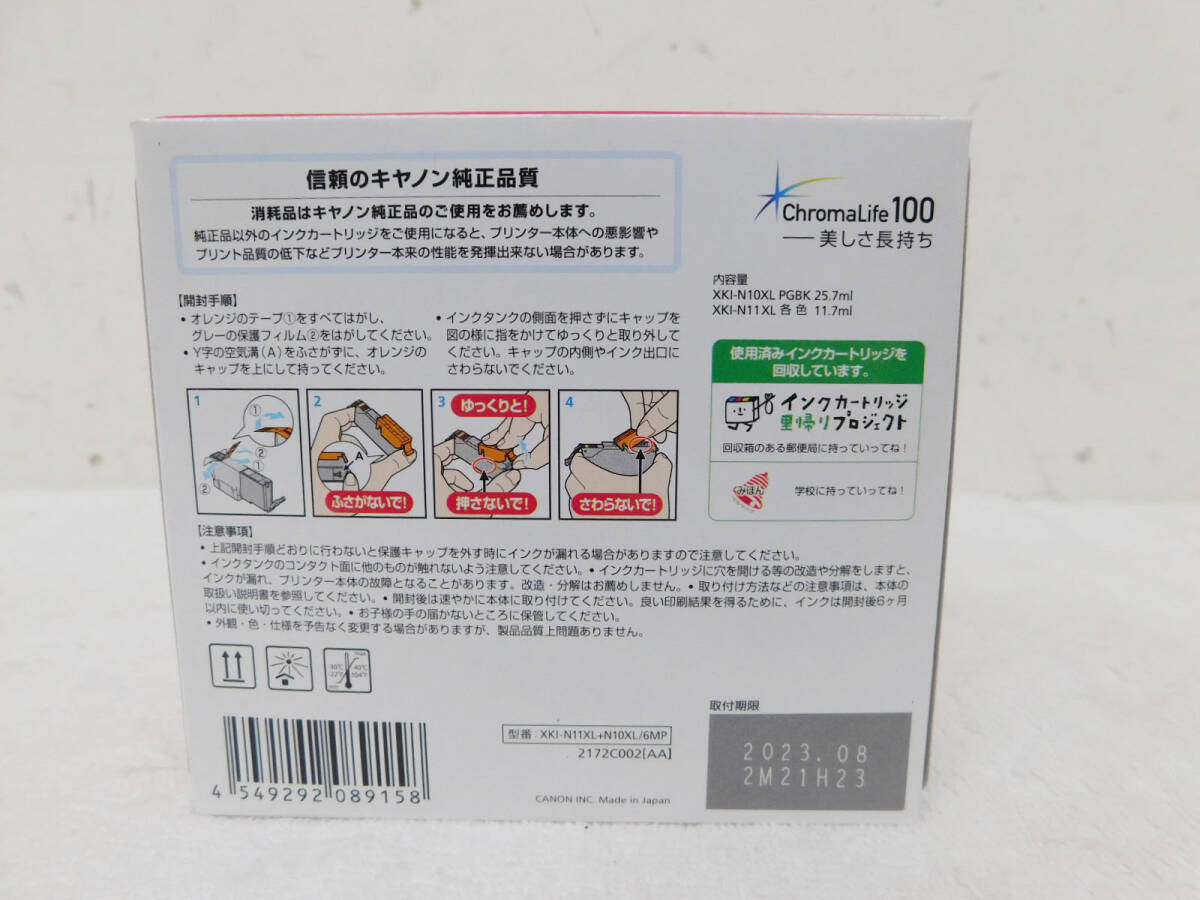 信頼のキヤノン純正品質
消耗品はキヤノン純正品のご使用をお薦めします。
純正品以外のインクカートリッジをご使用になると、プリンター本体への悪影響や
プリント品質の低下などプリンター本来の性能を発揮出来ない場合があります。
ChromaLife100
美しさ長持ち
内容量
XKI-N10XL PGBK 25.7ml
XKI-N11XL 各色 11.7ml
【開封手順】
• オレンジのテープ①をすべてはがし、
グレーの保護フィルム②をはがしてください。
• Y字の空気溝(A)をふさがずに、オレンジの
キャップを上にして持ってください。
• インクタンクの側面を押さずにキャップを
図の様に指をかけてゆっくりと取り外して
ください。キャップの内側やインク出口に
さわらないでください。
使用済みインクカートリッジを
回収しています。
インクカートリッジ
里帰りプロジェクト
回収箱のある郵便局に持っていってね!
みほん
学校に持っていってね!
1
①
②
①
②
2
A
ふさがないで!
3
ゆっくりと!
押さないで!
4
さわらないで!
【注意事項】
• 上記開封手順どおりに行わないと保護キャップを外す時にインクが漏れる場合がありますので注意してください。
• インクタンクのコンタクト面に他のものが触れないよう注意してください。• インクカートリッジに穴を開ける等の改造や分解をしますと、
インクが漏れ、プリンター本体の故障となることがあります。改造・分解はお薦めしません。• 取り付け方法などの注意事項は、本体の
取扱い説明書を参照してください。• 開封後は速やかに本体に取り付けてください。良い印刷結果を得るために、インクは開封後6ヶ月
以内に使い切ってください。• お子様の手の届かないところに保管してください。
• 外観・色・仕様を予告なく変更する場合がありますが、製品品質上問題ありません。
max
-30℃
-22℉
40℃
104℉
min
取付期限
2023.08
2M21H23
型番:XKI-N11XL+N10XL/6MP
2172C002[AA]
4 549292 089158
CANON INC. Made in Japan